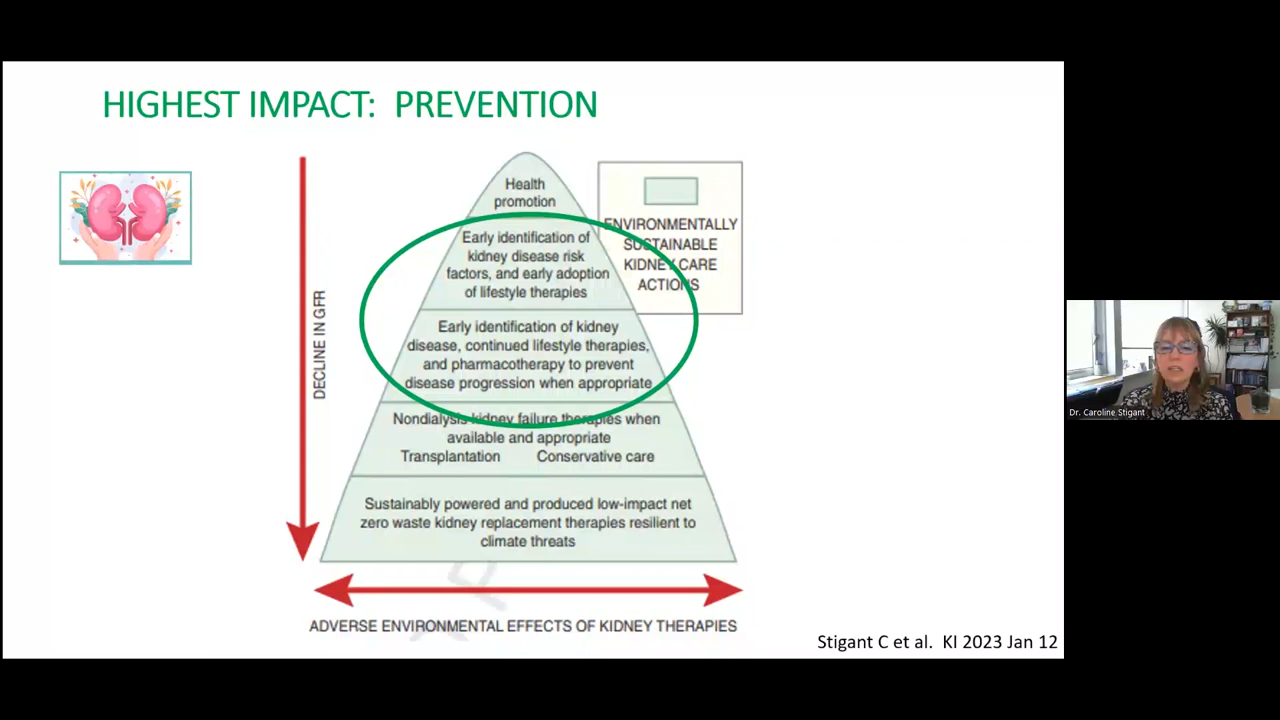 HIGHEST IMPACT: PREVENTION
Health
promotion
Early identification of
kidney disease risk
factors, and early adoption
of lifestyle therapies
Early identification of kidney
disease, continued lifestyle therapies,
and pharmacotherapy to prevent
disease progression when appropriate
Nondialysis kidney failure therapies when
available and appropriate
Transplantation Conservative care
Sustainably powered and produced low-impact net
zero waste kidney replacement therapies resilient to
climate threats
ENVIRONMENTALLY
SUSTAINABLE
KIDNEY CARE
ACTIONS
DECLINE IN GFR
ADVERSE ENVIRONMENTAL EFFECTS OF KIDNEY THERAPIES
Stigant C et al. KI 2023 Jan 12
Dr. Caroline Stigant